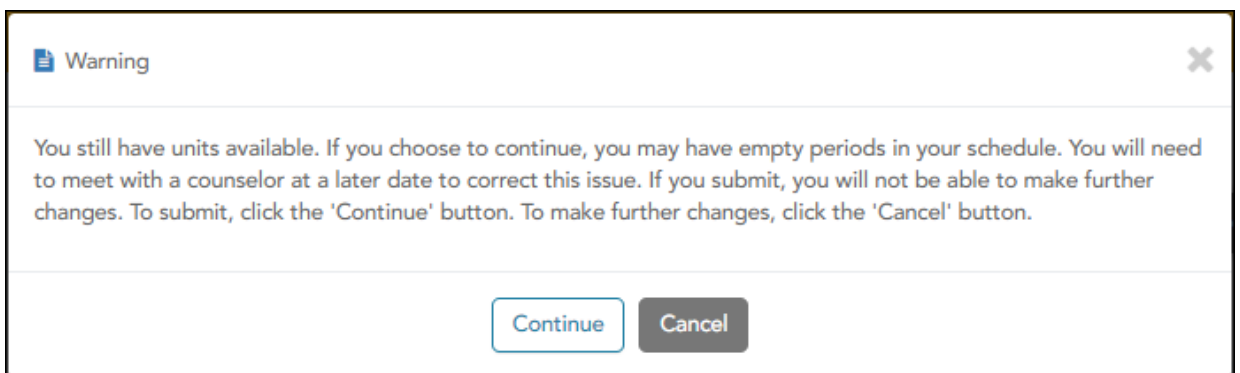 Warning
You still have units available. If you choose to continue, you may have empty periods in your schedule. You will need
to meet with a counselor at a later date to correct this issue. If you submit, you will not be able to make further
changes. To submit, click the 'Continue' button. To make further changes, click the 'Cancel' button.
Continue Cancel